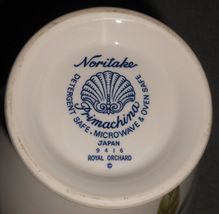 Noritake
Primachina
DETERGENT SAFE · MICROWAVE & OVEN SAFE
JAPAN
9416
ROYAL ORCHARD
©